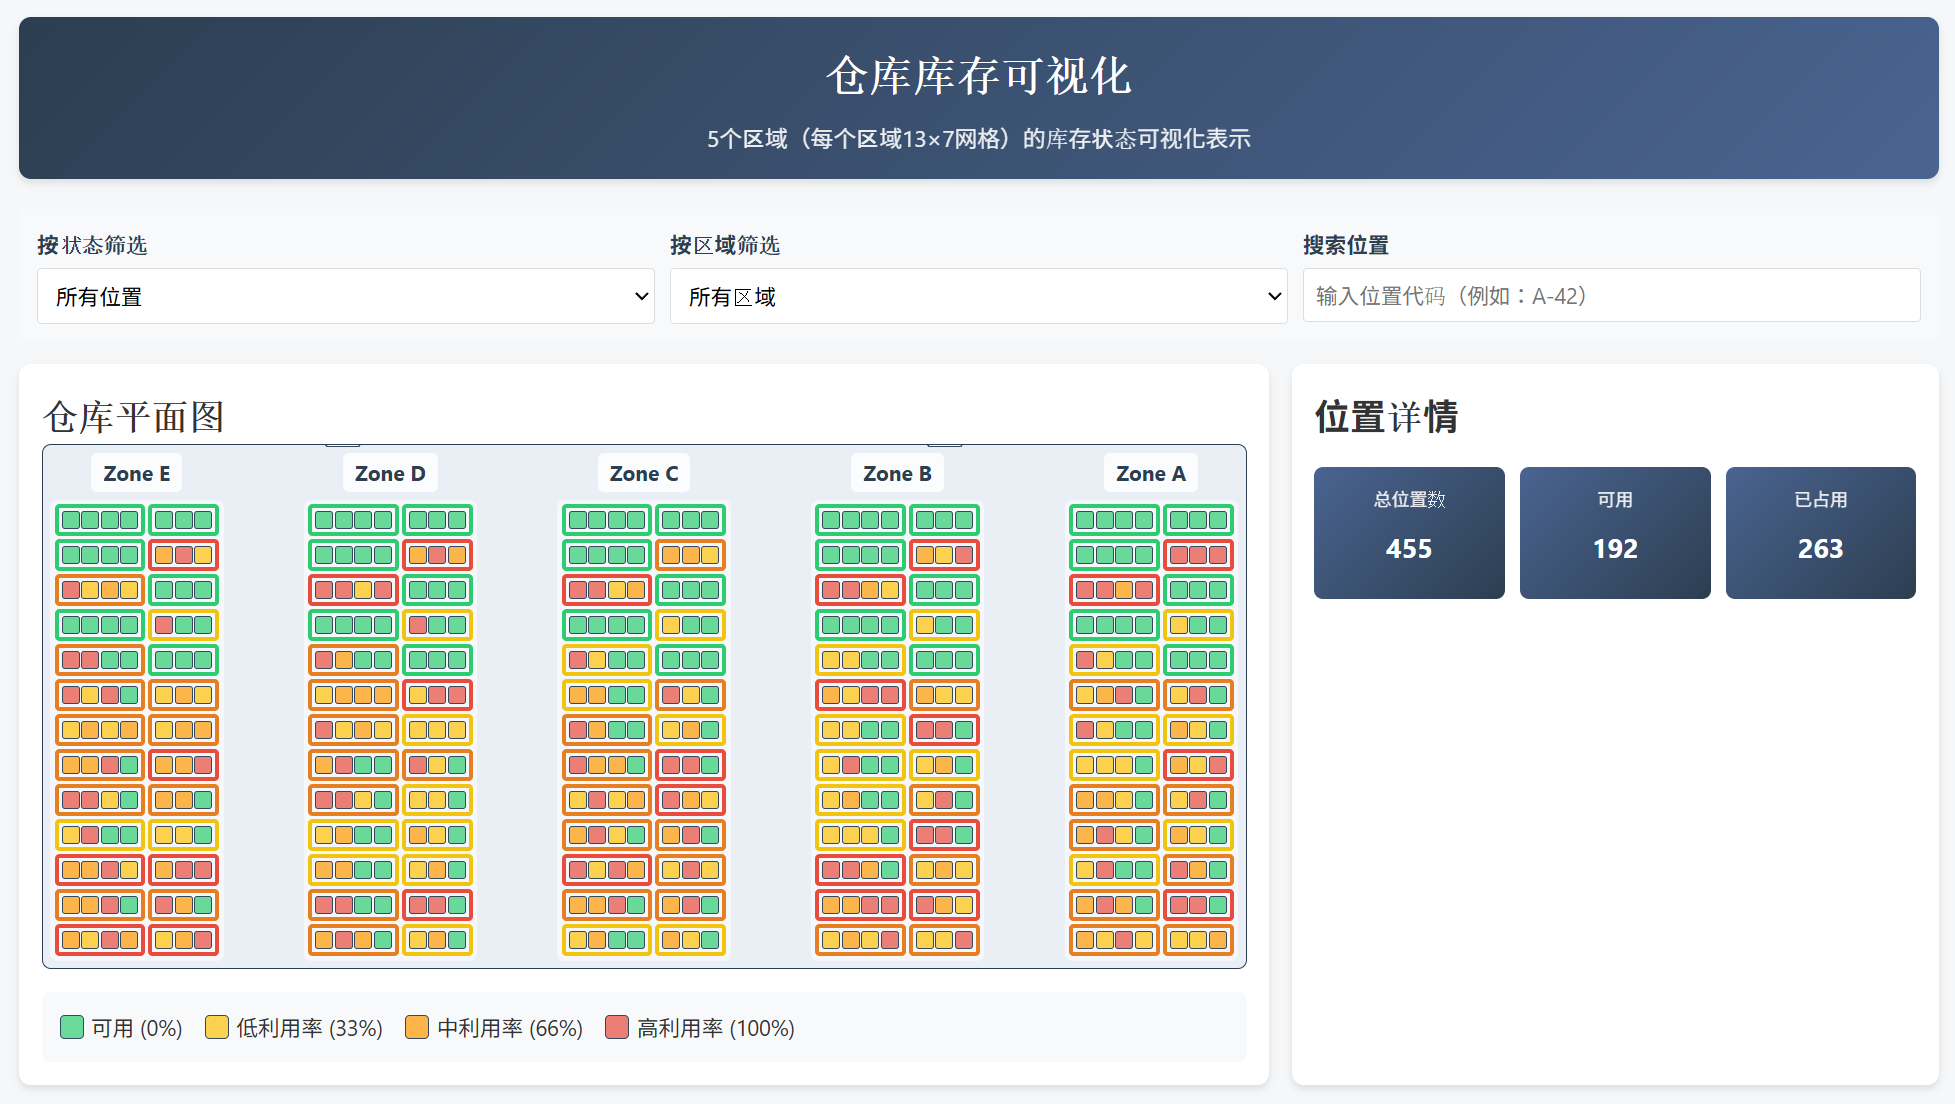 仓库库存可视化
5个区域（每个区域13×7网格）的库存状态可视化表示
按状态筛选
所有位置
按区域筛选
所有区域
搜索位置
输入位置代码（例如：A-42）
仓库平面图
Zone E
Zone D
Zone C
Zone B
Zone A
可用 (0%)
低利用率 (33%)
中利用率 (66%)
高利用率 (100%)
位置详情
总位置数
455
可用
192
已占用
263